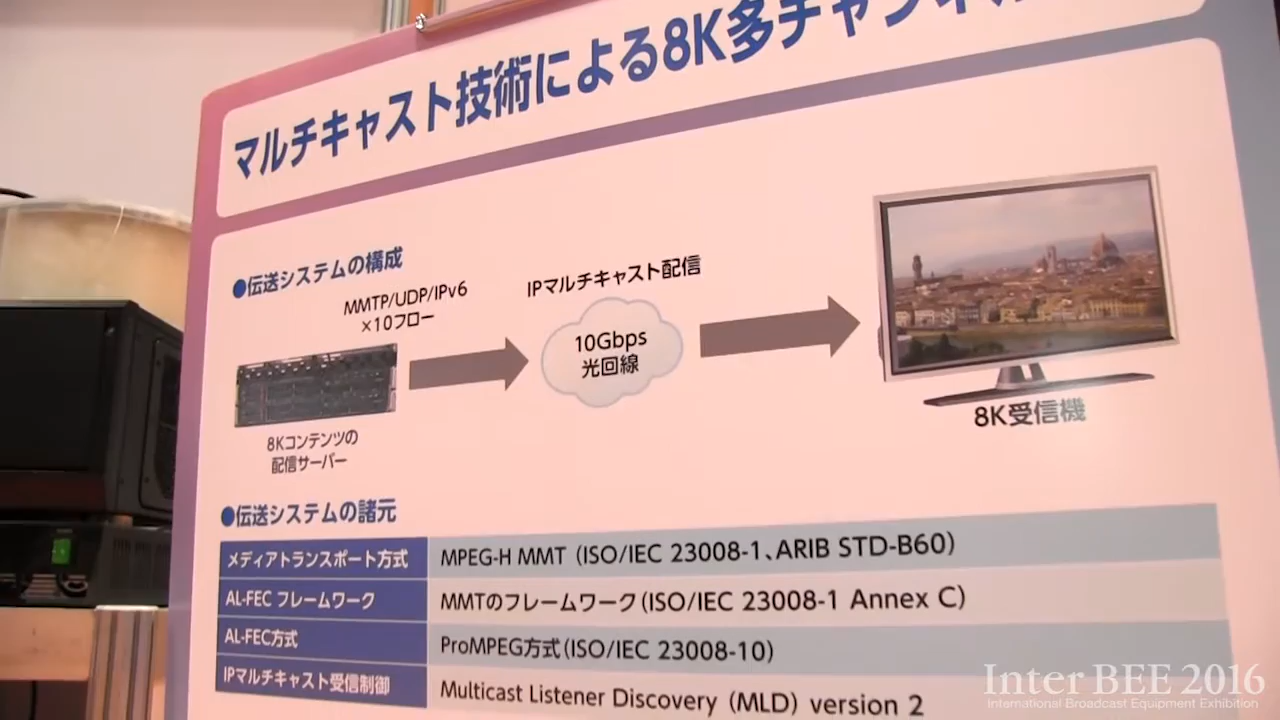 マルチキャスト技術による8K多チャンネル
●伝送システムの構成
MMTP/UDP/IPv6
×10フロー
IPマルチキャスト配信
10Gbps
光回線
8Kコンテンツの
配信サーバー
8K受信機
●伝送システムの諸元
メディアトランスポート方式 MPEG-H MMT (ISO/IEC 23008-1、ARIB STD-B60)
AL-FEC フレームワーク MMTのフレームワーク(ISO/IEC 23008-1 Annex C)
AL-FEC方式 ProMPEG方式(ISO/IEC 23008-10)
IPマルチキャスト受信制御 Multicast Listener Discovery (MLD) version 2
Inter BEE 2016
International Broadcast Equipment Exhibition